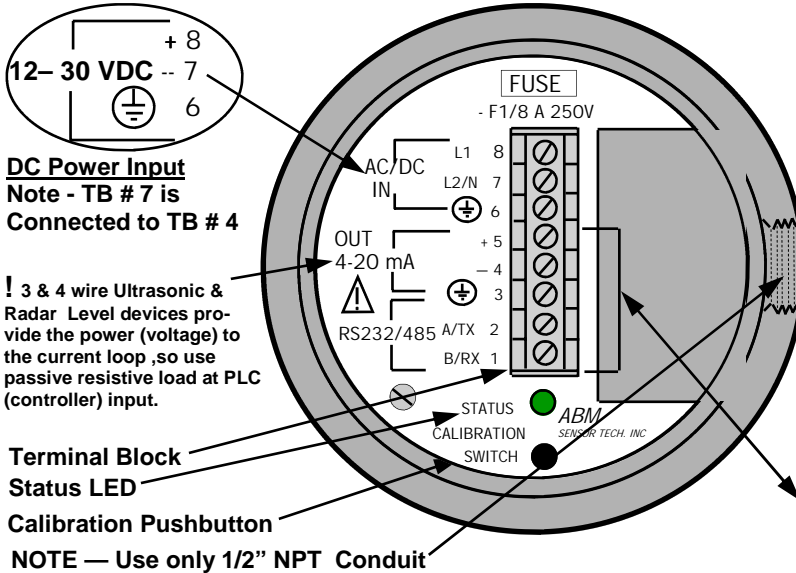 + 8
12– 30 VDC -- 7
6
DC Power Input
Note - TB # 7 is
Connected to TB # 4
! 3 & 4 wire Ultrasonic &
Radar Level devices pro-
vide the power (voltage) to
the current loop ,so use
passive resistive load at PLC
(controller) input.
Terminal Block
Status LED
Calibration Pushbutton
NOTE — Use only 1/2” NPT Conduit
FUSE
- F1/8 A 250V
AC/DC
IN
L1 8
L2/N 7
6
OUT
4-20 mA
+ 5
– 4
3
!
RS232/485
A/TX 2
B/RX 1
STATUS
CALIBRATION
SWITCH
ABM
SENSOR TECH. INC